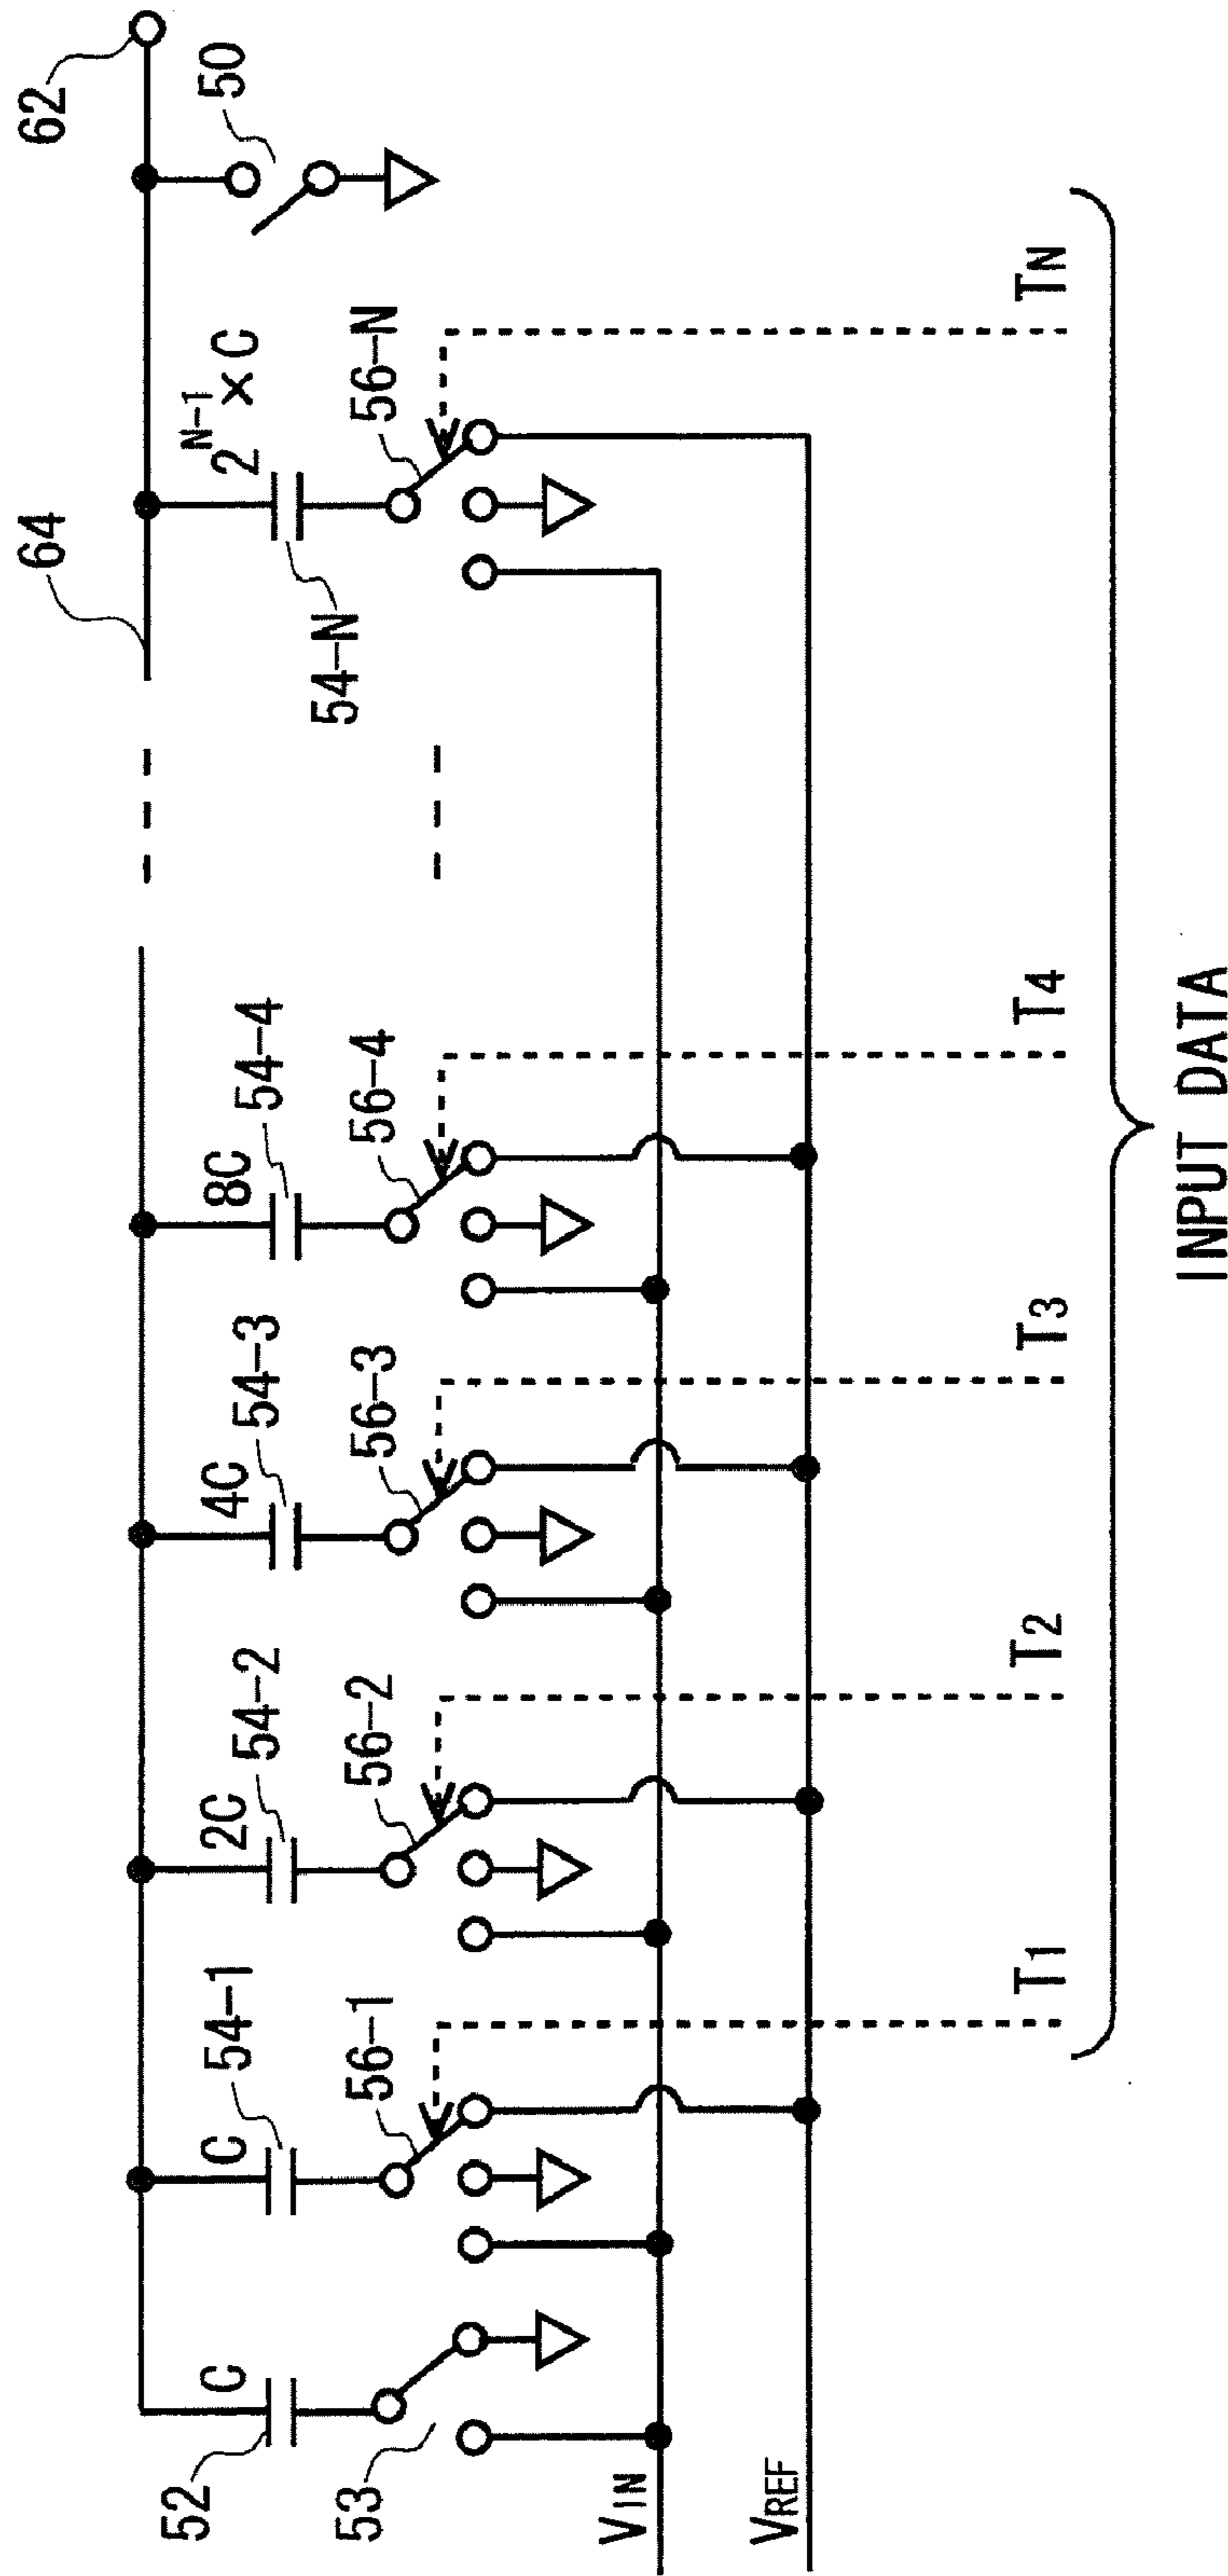 64
62
50
2^N-1 × C
54-N
56-N
8C
54-4
56-4
4C
54-3
56-3
2C
54-2
56-2
C
54-1
56-1
C
52
53
VIN
VREF
T1
T2
T3
T4
TN
INPUT DATA